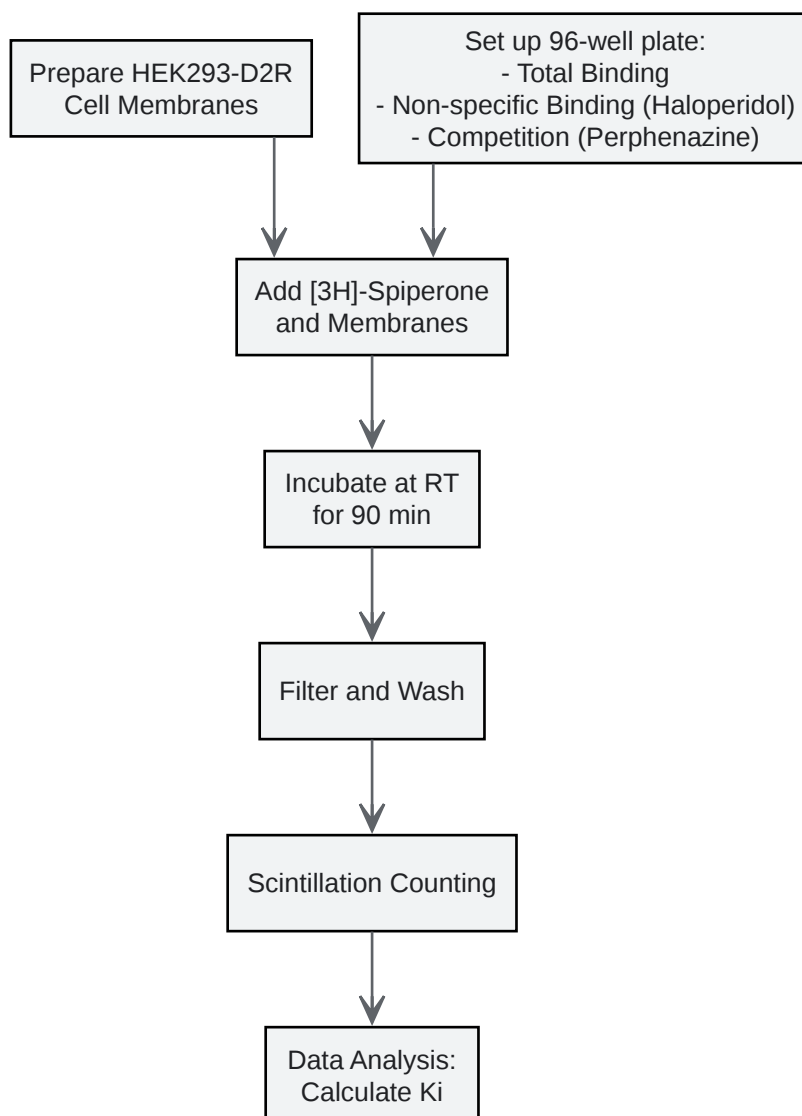 Prepare HEK293-D2R
Cell Membranes
Set up 96-well plate:
- Total Binding
- Non-specific Binding (Haloperidol)
- Competition (Perphenazine)
Add [3H]-Spiperone
and Membranes
Incubate at RT
for 90 min
Filter and Wash
Scintillation Counting
Data Analysis:
Calculate Ki